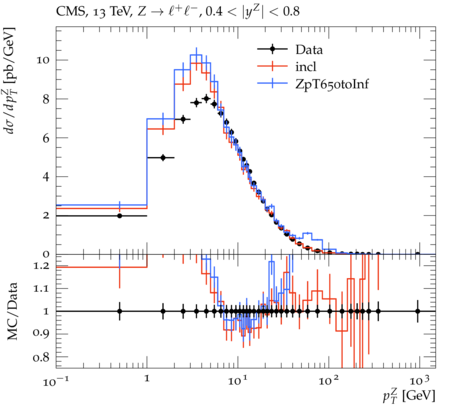 CMS, 13 TeV, Z → ℓ⁺ℓ⁻, 0.4 < |y^Z| < 0.8
dσ/dp_T^Z [pb/GeV]
Data
incl
ZpT650toInf
10
8
6
4
2
0
MC/Data
1.2
1.1
1
0.9
0.8
10⁻¹ 1 10¹ 10² 10³
p_T^Z [GeV]